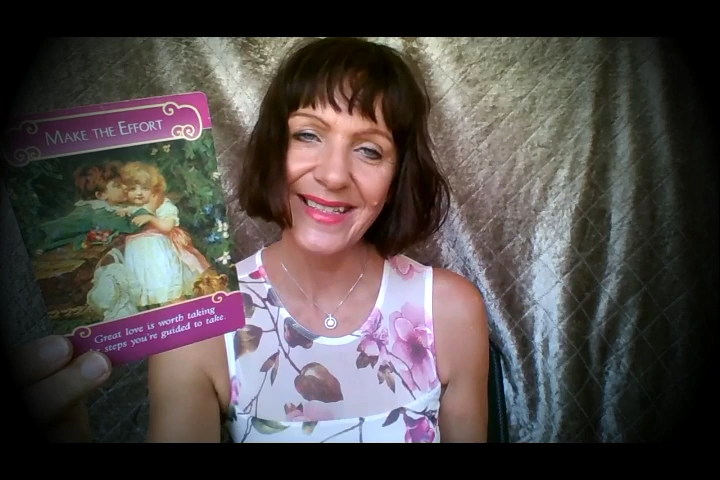 MAKE THE EFFORT
Great love is worth taking
steps you're guided to take.